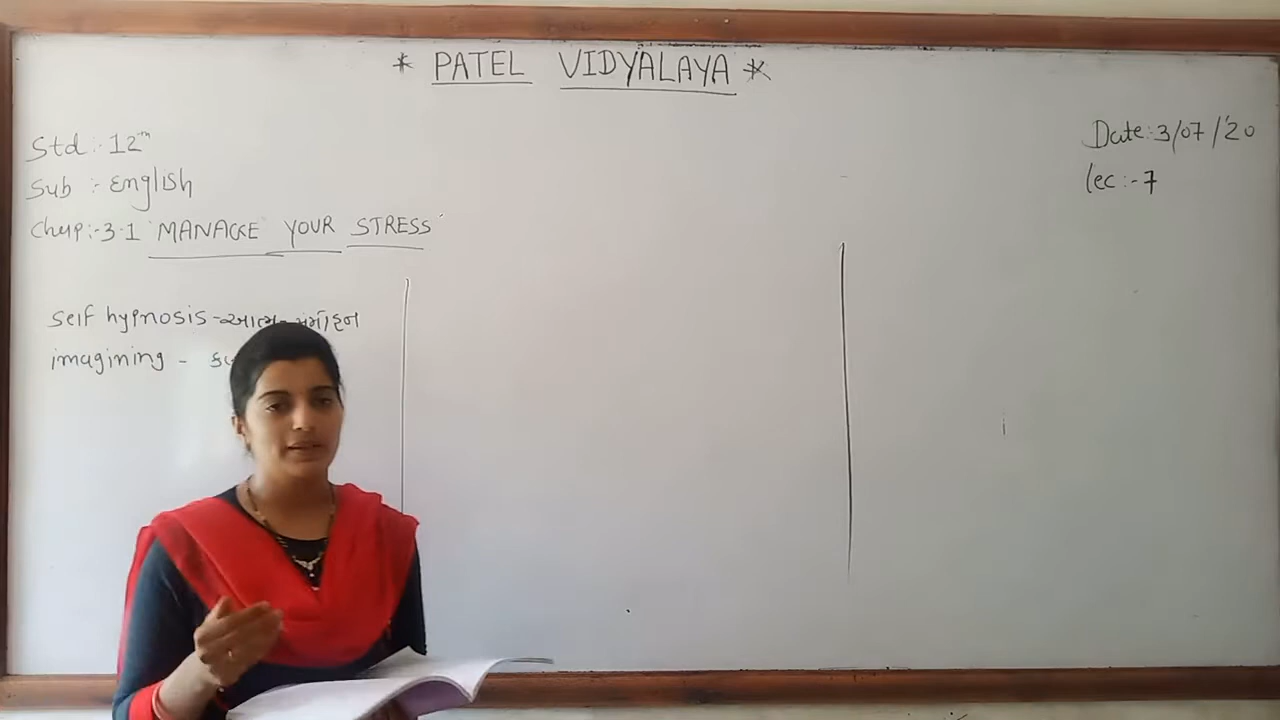 * PATEL VIDYALAYA *
Std :- 12th
Sub :- English
Chap :- 3.1 "MANAGE YOUR STRESS"
Date : 3/07/'20
lec :- 7
self hypnosis - આત્મ-
imagining -